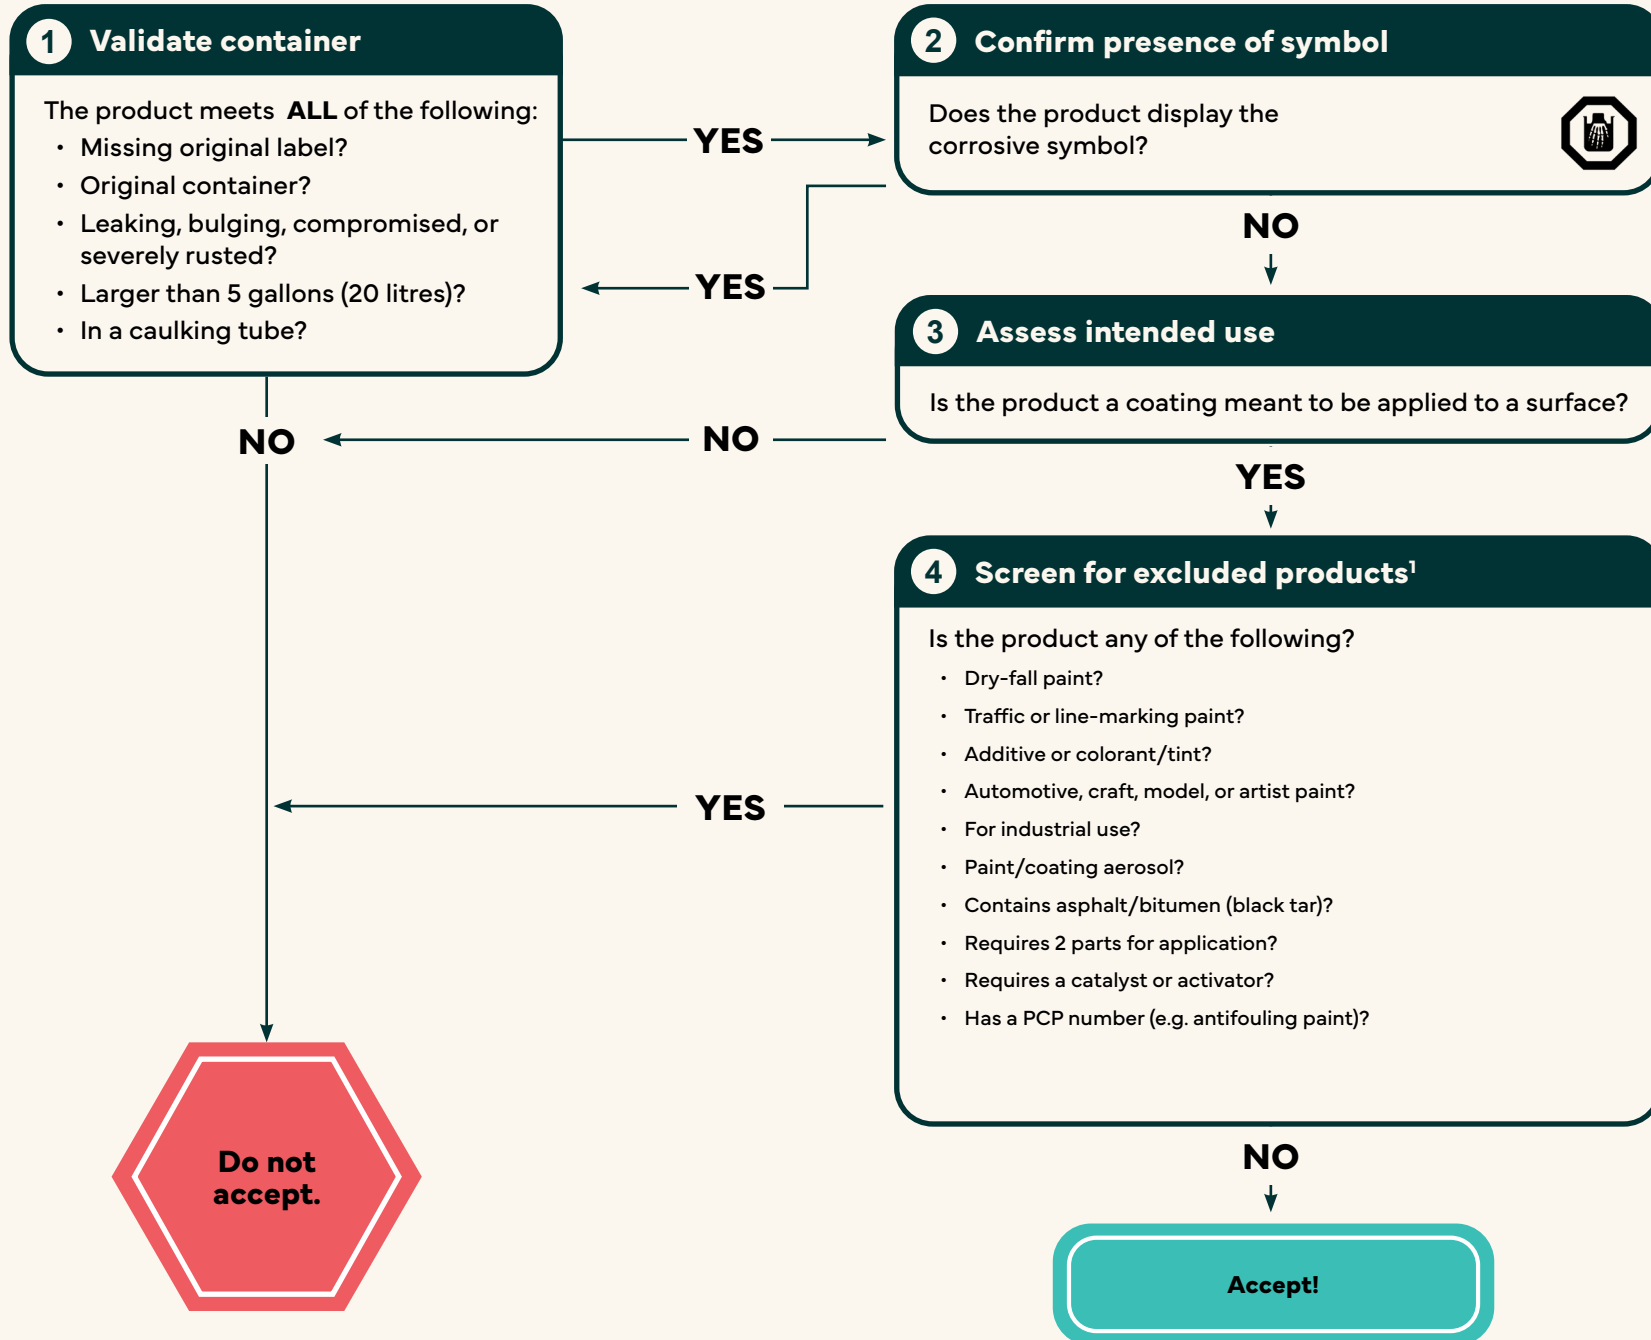 1 Validate container
The product meets ALL of the following:
• Missing original label?
• Original container?
• Leaking, bulging, compromised, or
severely rusted?
• Larger than 5 gallons (20 litres)?
• In a caulking tube?
YES
2 Confirm presence of symbol
Does the product display the
corrosive symbol?
YES
NO
3 Assess intended use
Is the product a coating meant to be applied to a surface?
NO
NO
YES
4 Screen for excluded products¹
Is the product any of the following?
• Dry-fall paint?
• Traffic or line-marking paint?
• Additive or colorant/tint?
• Automotive, craft, model, or artist paint?
• For industrial use?
• Paint/coating aerosol?
• Contains asphalt/bitumen (black tar)?
• Requires 2 parts for application?
• Requires a catalyst or activator?
• Has a PCP number (e.g. antifouling paint)?
YES
NO
Do not
accept.
Accept!